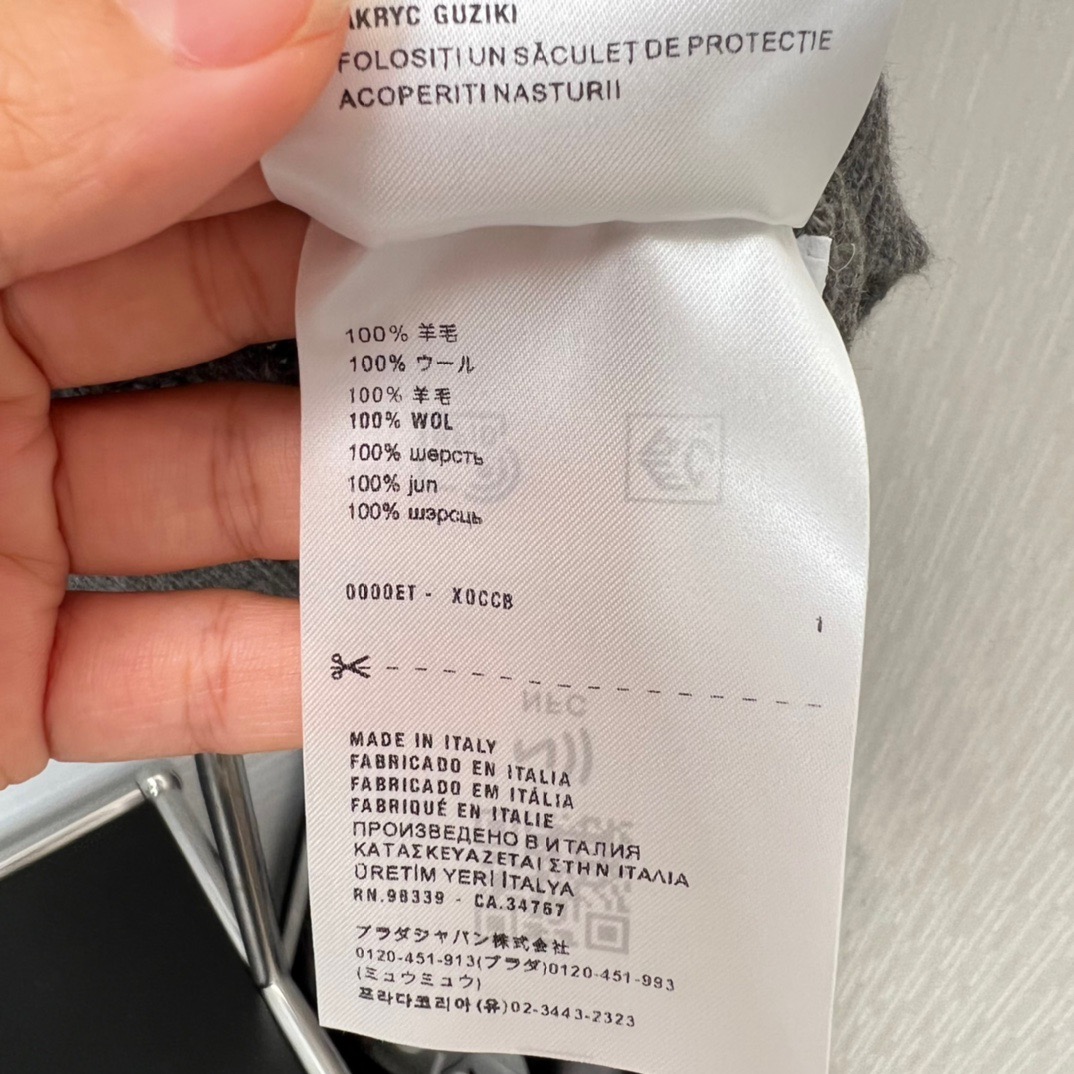 AKRYC GUZIKI
FOLOSIȚI UN SĂCULEȚ DE PROTECȚIE
ACOPERITI NASTURII
100% 羊毛
100% ウール
100% 羊毛
100% WOL
100% шерсть
100% jun
100% шэрсць
0000ET - X0CCB
1
MADE IN ITALY
FABRICADO EN ITALIA
FABRICADO EM ITÁLIA
FABRIQUÉ EN ITALIE
ПРОИЗВЕДЕНО В ИТАЛИЯ
ΚΑΤΑΣΚΕΥΑΖΕΤΑΙ ΣΤΗΝ ΙΤΑΛΙΑ
ÜRETİM YERİ İTALYA
RN.98339 - CA.34767
プラダジャパン株式会社
0120-451-913(プラダ)0120-451-993
(ミュウミュウ)
프라다코리아(유)02-3443-2323
NFC